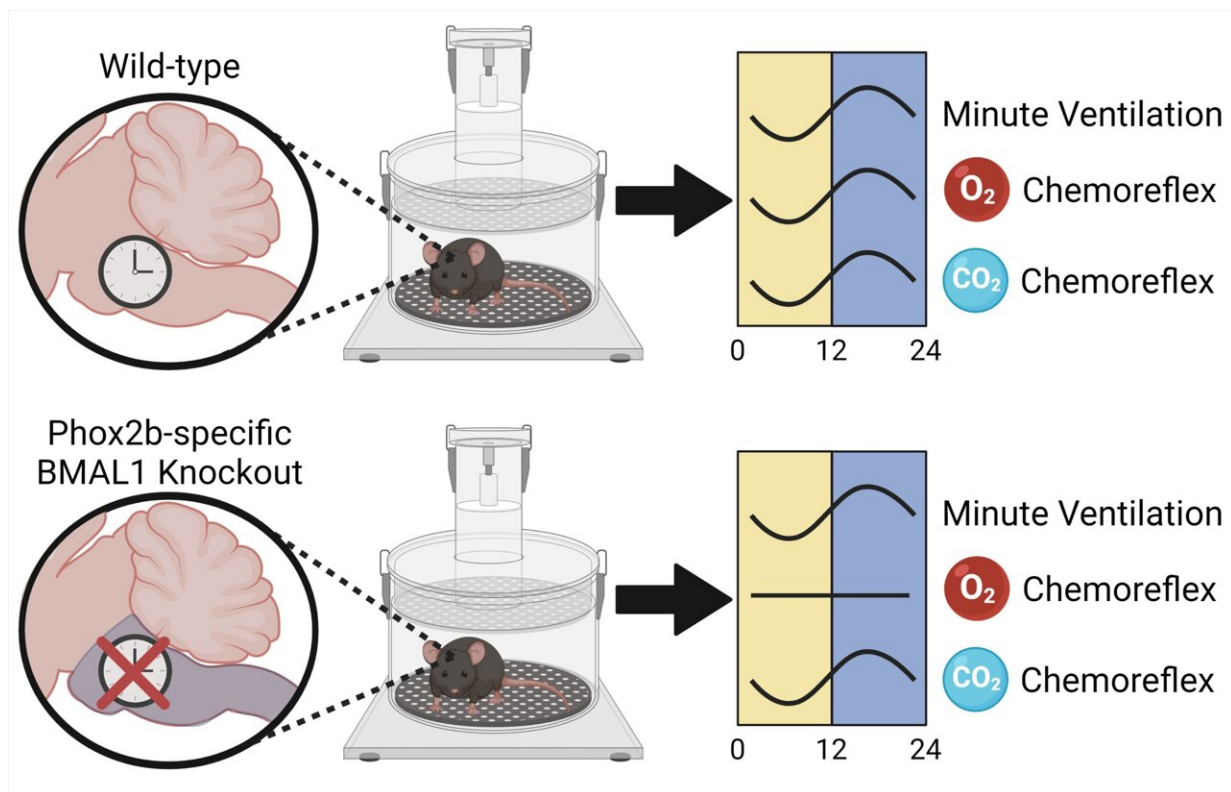 Wild-type
Minute Ventilation
O₂ Chemoreflex
CO₂ Chemoreflex
0 12 24
Phox2b-specific
BMAL1 Knockout
Minute Ventilation
O₂ Chemoreflex
CO₂ Chemoreflex
0 12 24